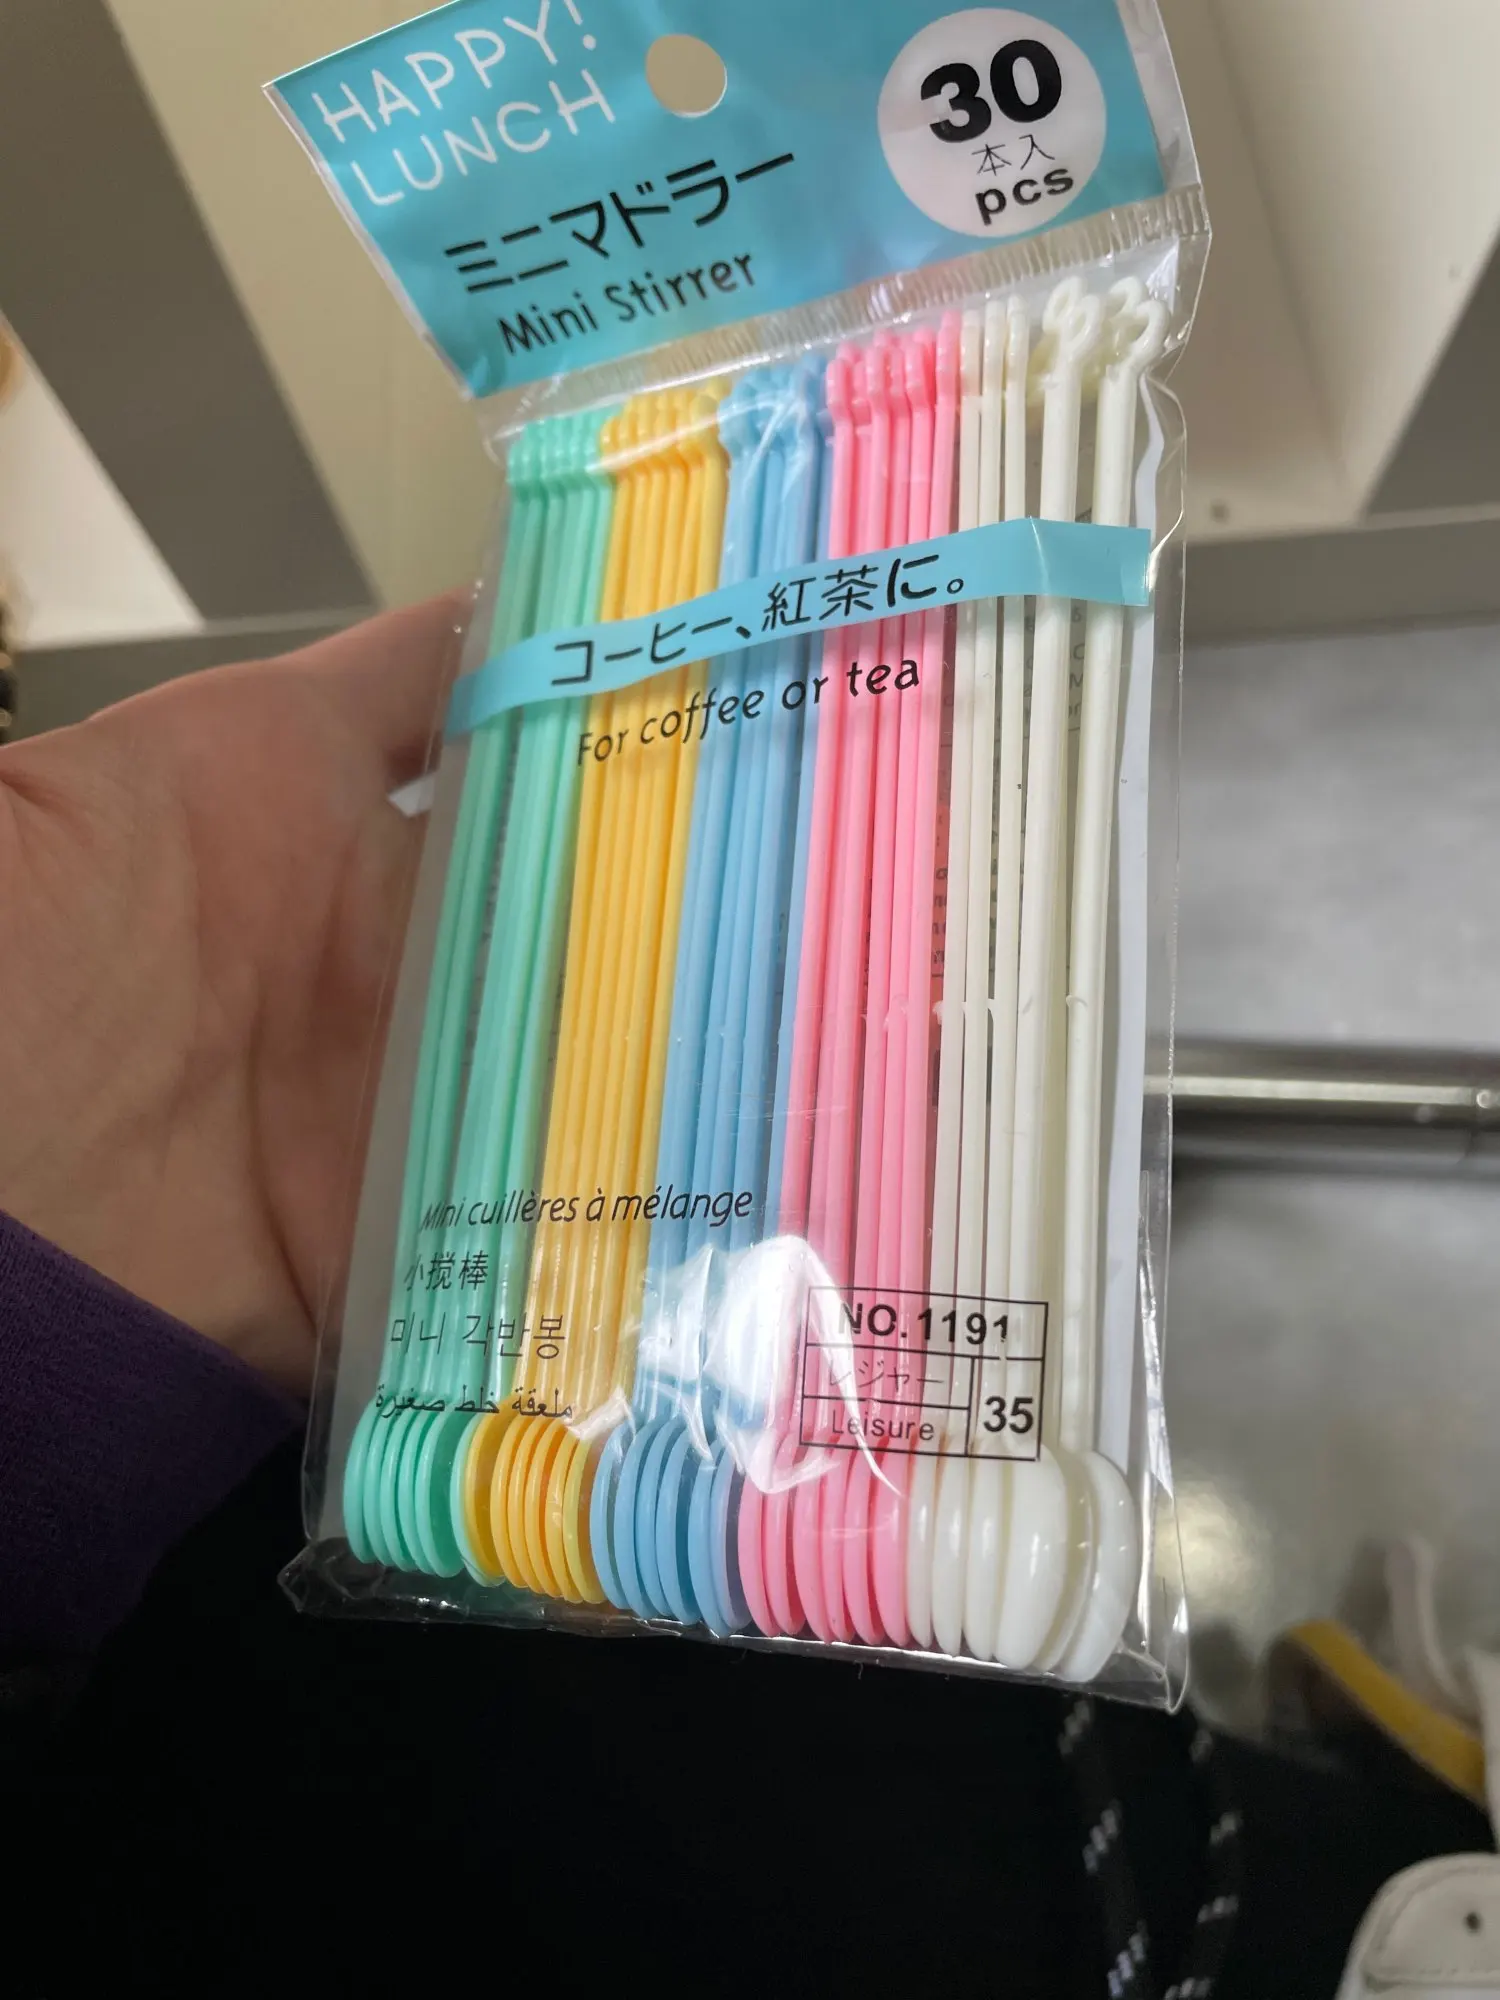 HAPPY!
LUNCH
30
本入
pcs
ミニマドラー
Mini Stirrer
コーヒー、紅茶に。
For coffee or tea
Mini cuillères à mélange
小搅棒
미니 각반봉
ملعقة خلط صغيرة
NO.1191
レジャー
Leisure
35